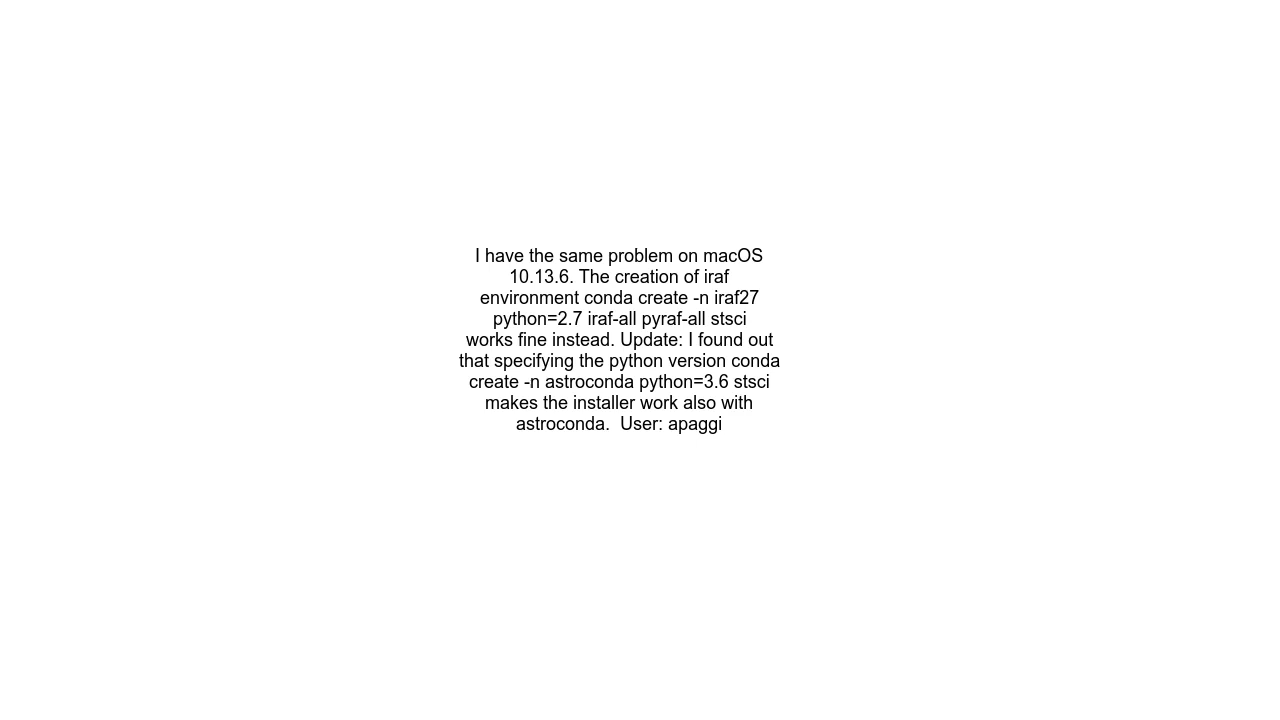 I have the same problem on macOS
10.13.6. The creation of iraf
environment conda create -n iraf27
python=2.7 iraf-all pyraf-all stsci
works fine instead. Update: I found out
that specifying the python version conda
create -n astroconda python=3.6 stsci
makes the installer work also with
astroconda.  User: apaggi